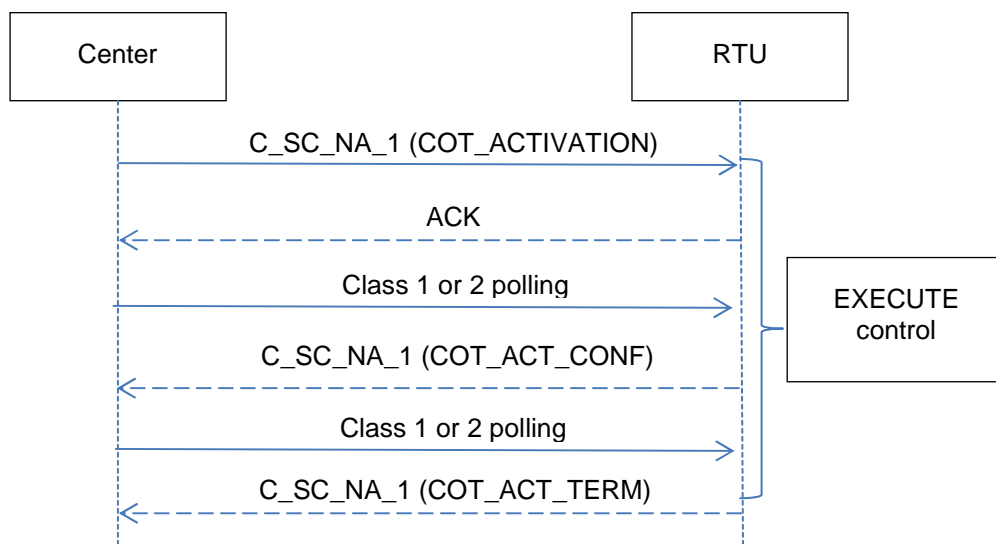 Center
RTU
C_SC_NA_1 (COT_ACTIVATION)
ACK
Class 1 or 2 polling
EXECUTE
control
C_SC_NA_1 (COT_ACT_CONF)
Class 1 or 2 polling
C_SC_NA_1 (COT_ACT_TERM)